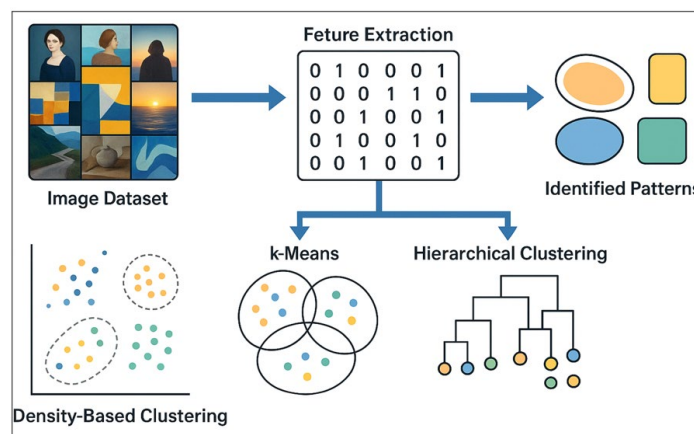 Feture Extraction
0 1 0 0 0 1
0 0 0 1 1 0
0 0 1 0 0 1
0 1 0 0 1 0
0 0 1 0 0 1
Image Dataset
Identified Patterns
k-Means
Hierarchical Clustering
Density-Based Clustering